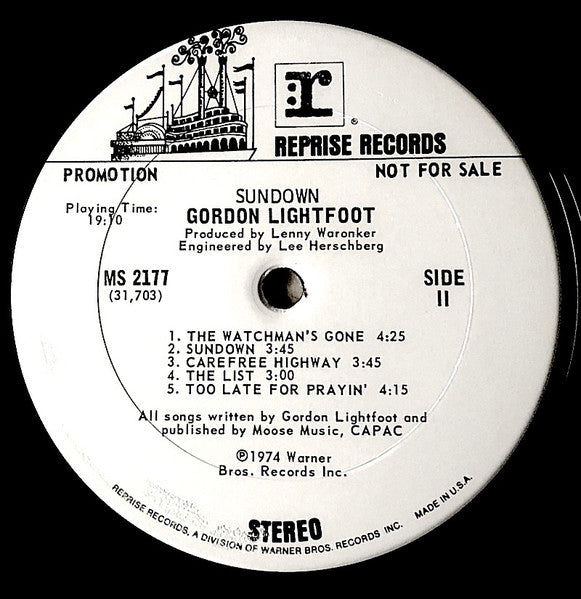 :r
®
REPRISE RECORDS
PROMOTION
NOT FOR SALE
SUNDOWN
Playing Time:
19:10
GORDON LIGHTFOOT
Produced by Lenny Waronker
Engineered by Lee Herschberg
MS 2177
(31,703)
SIDE
II
1. THE WATCHMAN'S GONE 4:25
2. SUNDOWN 3:45
3. CAREFREE HIGHWAY 3:45
4. THE LIST 3:00
5. TOO LATE FOR PRAYIN' 4:15
All songs written by Gordon Lightfoot and
published by Moose Music, CAPAC
℗1974 Warner
Bros. Records Inc.
STEREO
REPRISE RECORDS, A DIVISION OF WARNER BROS. RECORDS INC. MADE IN U.S.A.